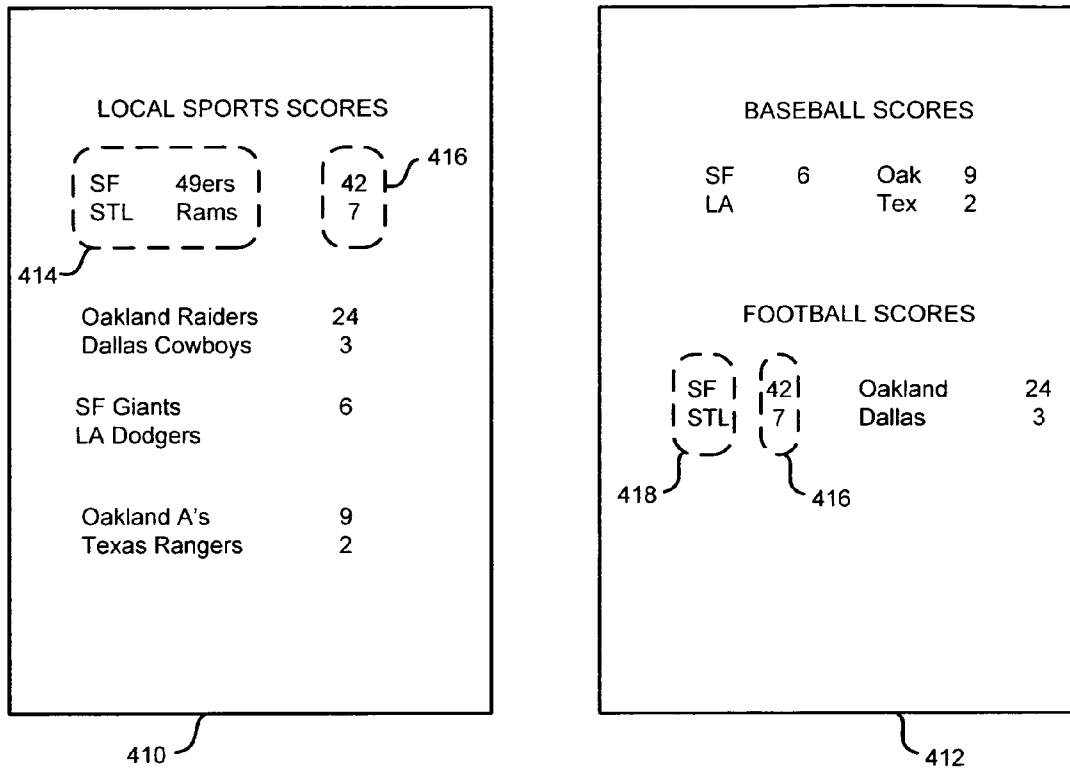 LOCAL SPORTS SCORES
SF 49ers 42
STL Rams 7
416
414
Oakland Raiders 24
Dallas Cowboys 3
SF Giants 6
LA Dodgers
Oakland A's 9
Texas Rangers 2
410
BASEBALL SCORES
SF 6 Oak 9
LA Tex 2
FOOTBALL SCORES
SF 42 Oakland 24
STL 7 Dallas 3
418
416
412